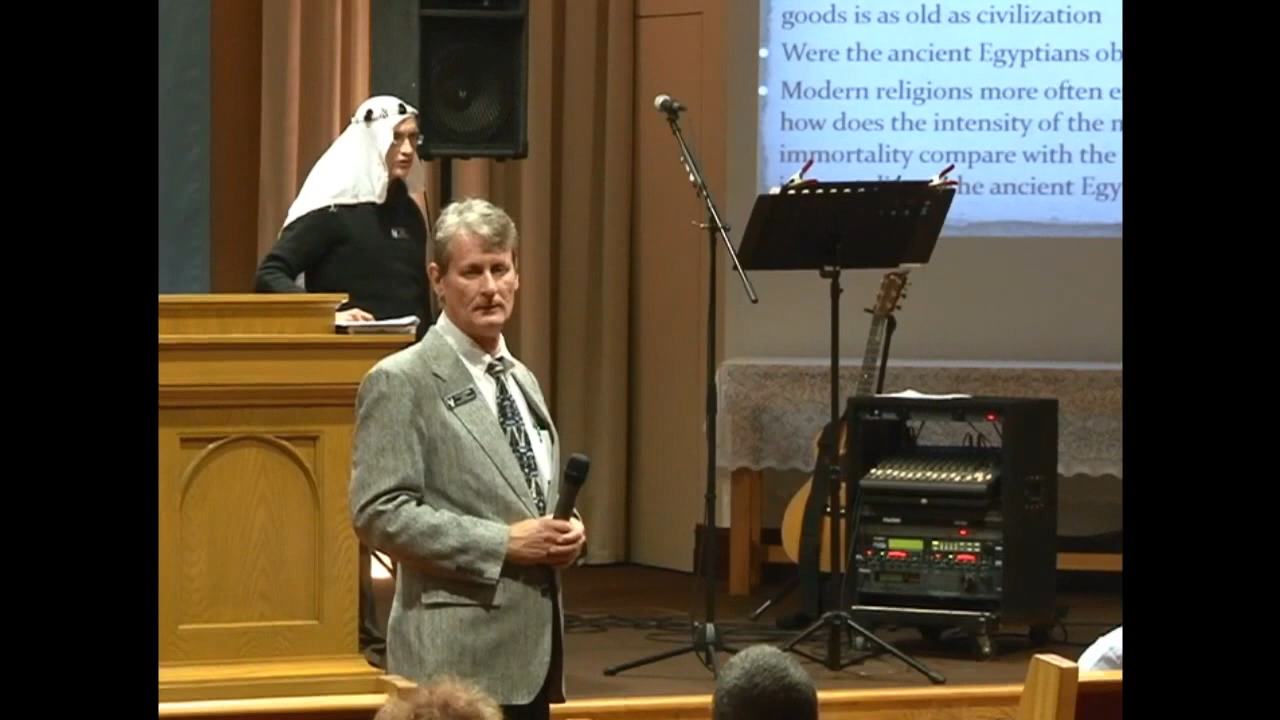 goods is as old as civilization
Were the ancient Egyptians ob
Modern religions more often e
how does the intensity of the m
immortality compare with the
the ancient Egy